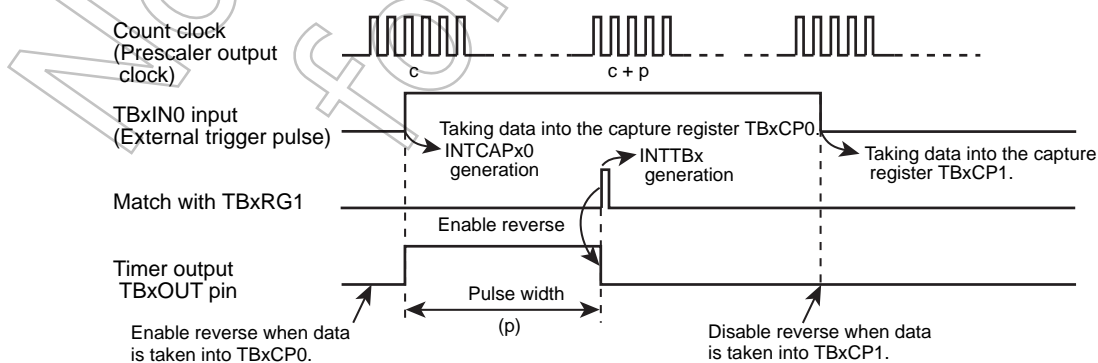 Count clock
(Prescaler output
clock)
c
c + p
TBxIN0 input
(External trigger pulse)
Taking data into the capture register TBxCP0.
INTCAPx0
generation
INTTBx
generation
Taking data into the capture
register TBxCP1.
Match with TBxRG1
Enable reverse
Timer output
TBxOUT pin
Pulse width
(p)
Enable reverse when data
is taken into TBxCP0.
Disable reverse when data
is taken into TBxCP1.